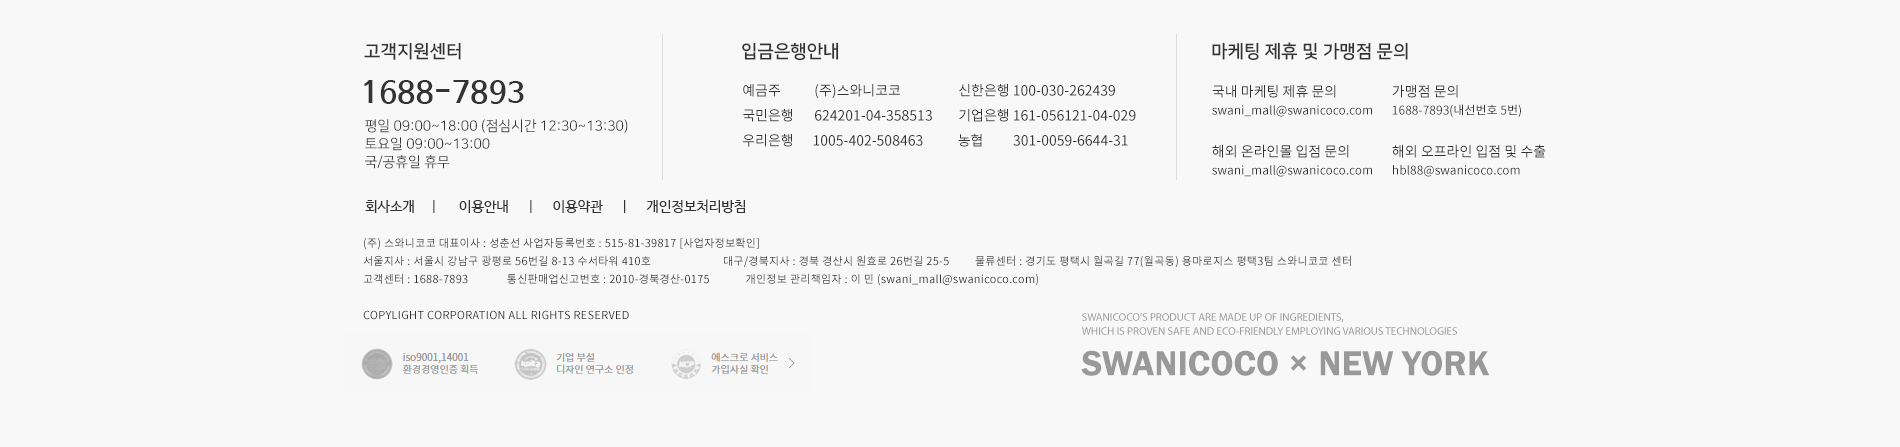 고객지원센터
1688-7893
평일 09:00~18:00 (점심시간 12:30~13:30)
토요일 09:00~13:00
국/공휴일 휴무
입금은행안내
예금주 (주)스와니코코 신한은행 100-030-262439
국민은행 624201-04-358513 기업은행 161-056121-04-029
우리은행 1005-402-508463 농협 301-0059-6644-31
마케팅 제휴 및 가맹점 문의
국내 마케팅 제휴 문의 가맹점 문의
swani_mall@swanicoco.com 1688-7893(내선번호 5번)
해외 온라인몰 입점 문의 해외 오프라인 입점 및 수출
swani_mall@swanicoco.com hbl88@swanicoco.com
회사소개 | 이용안내 | 이용약관 | 개인정보처리방침
(주) 스와니코코 대표이사 : 성춘선 사업자등록번호 : 515-81-39817 [사업자정보확인]
서울지사 : 서울시 강남구 광평로 56번길 8-13 수서타워 410호 대구/경북지사 : 경북 경산시 원효로 26번길 25-5 물류센터 : 경기도 평택시 월곡길 77(월곡동) 용마로지스 평택3팀 스와니코코 센터
고객센터 : 1688-7893 통신판매업신고번호 : 2010-경북경산-0175 개인정보 관리책임자 : 이 민 (swani_mall@swanicoco.com)
COPYLIGHT CORPORATION ALL RIGHTS RESERVED
iso9001,14001
환경경영인증 획득
기업 부설
디자인 연구소 인정
에스크로 서비스
가입사실 확인
SWANICOCO'S PRODUCT ARE MADE UP OF INGREDIENTS,
WHICH IS PROVEN SAFE AND ECO-FRIENDLY EMPLOYING VARIOUS TECHNOLOGIES
SWANICOCO × NEW YORK